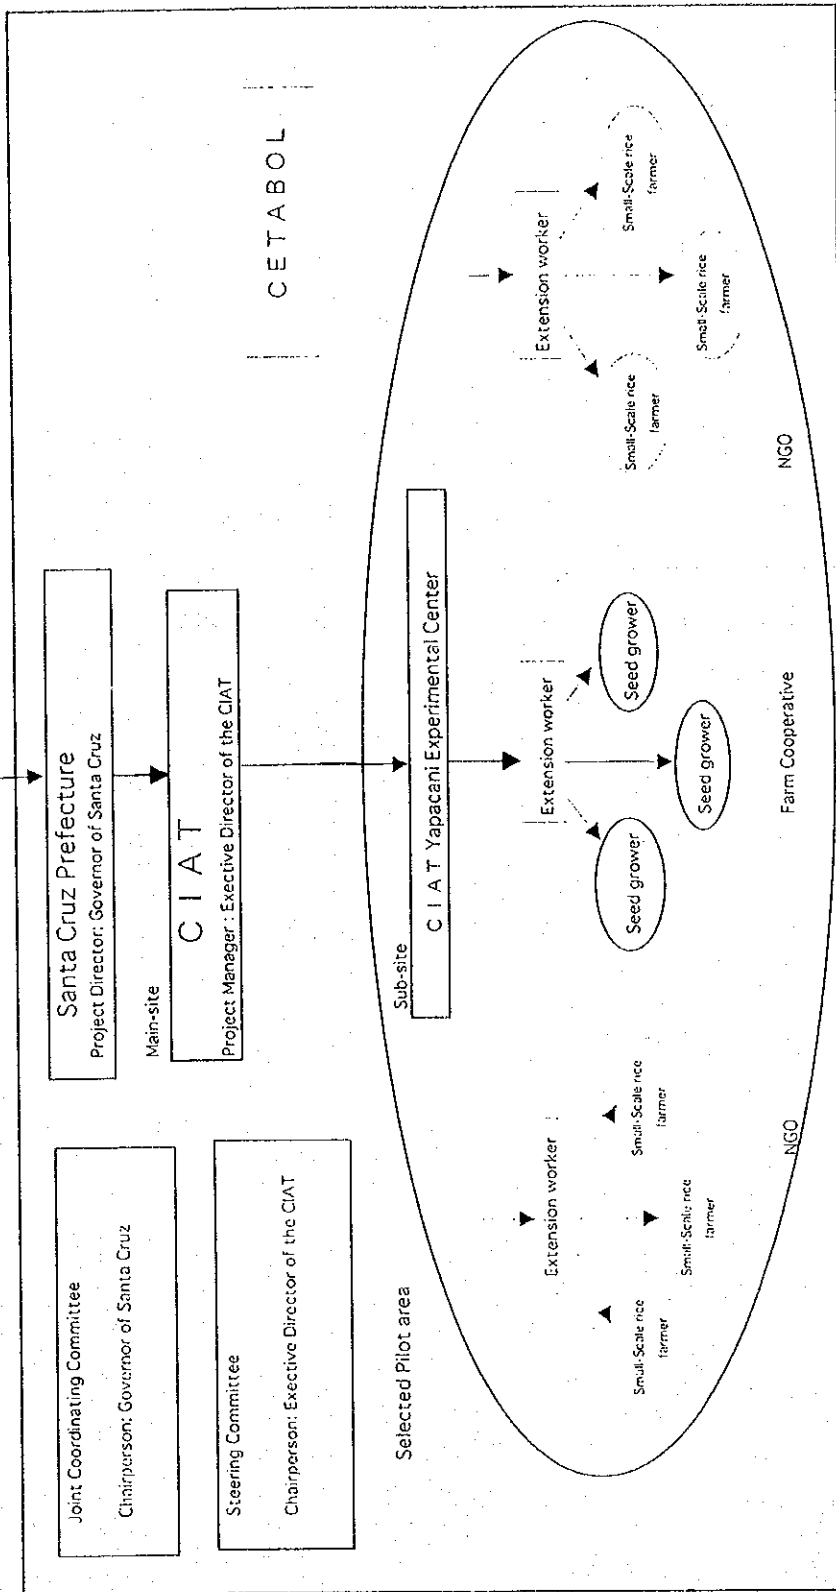 Joint Coordinating Committee
Chairperson: Governor of Santa Cruz
Steering Committee
Chairperson: Exective Director of the CIAT
Santa Cruz Prefecture
Project Director: Governor of Santa Cruz
Main-site
CIAT
Project Manager : Exective Director of the CIAT
CETABOL
Selected Pilot area
Sub-site
CIAT Yapacani Experimental Center
Extension worker
Small-Scale rice
farmer
Small-Scale rice
farmer
Small-Scale rice
farmer
NGO
Extension worker
Seed grower
Seed grower
Seed grower
Farm Cooperative
Extension worker
Small-Scale rice
farmer
Small-Scale rice
farmer
Small-Scale rice
farmer
NGO